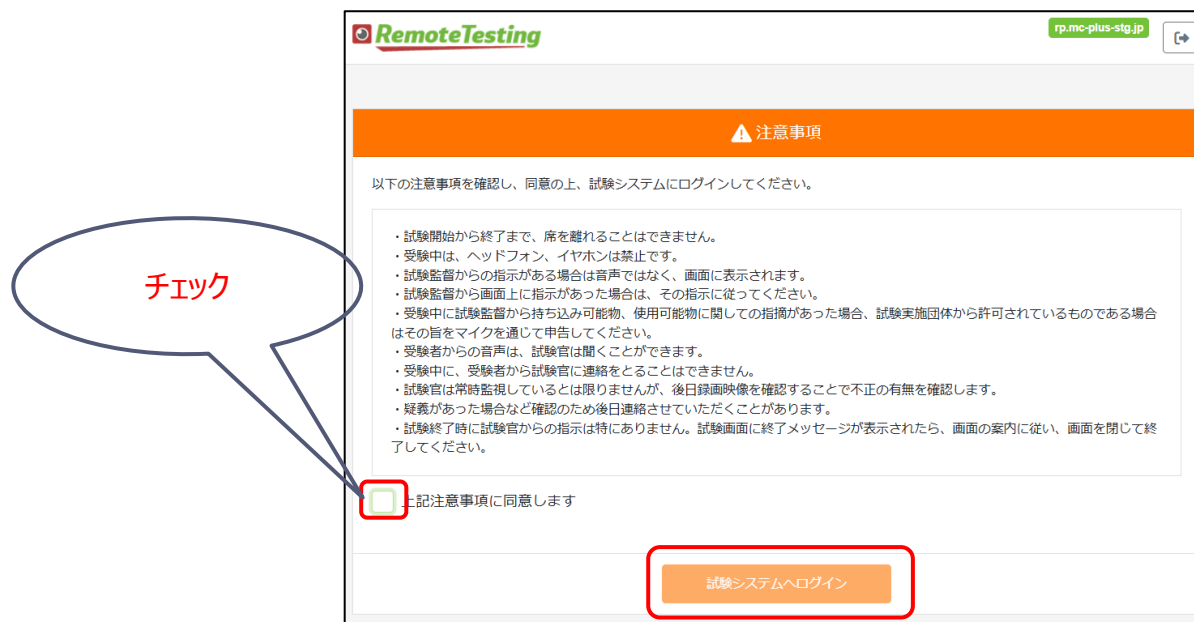 RemoteTesting
rp.mc-plus-stg.jp
注意事項
以下の注意事項を確認し、同意の上、試験システムにログインしてください。
・試験開始から終了まで、席を離れることはできません。
・受験中は、ヘッドフォン、イヤホンは禁止です。
・試験監督からの指示がある場合は音声ではなく、画面に表示されます。
・試験監督から画面上に指示があった場合は、その指示に従ってください。
・受験中に試験監督から持ち込み可能物、使用可能物に関しての指摘があった場合、試験実施団体から許可されているものである場合
はその旨をマイクを通じて申告してください。
・受験者からの音声は、試験官は聞くことができます。
・受験中に、受験者から試験官に連絡をとることはできません。
・試験官は常時監視しているとは限りませんが、後日録画映像を確認することで不正の有無を確認します。
・疑義があった場合など確認のため後日連絡させていただくことがあります。
・試験終了時に試験官からの指示は特にありません。試験画面に終了メッセージが表示されたら、画面の案内に従い、画面を閉じて終
了してください。
チェック
上記注意事項に同意します
試験システムへログイン